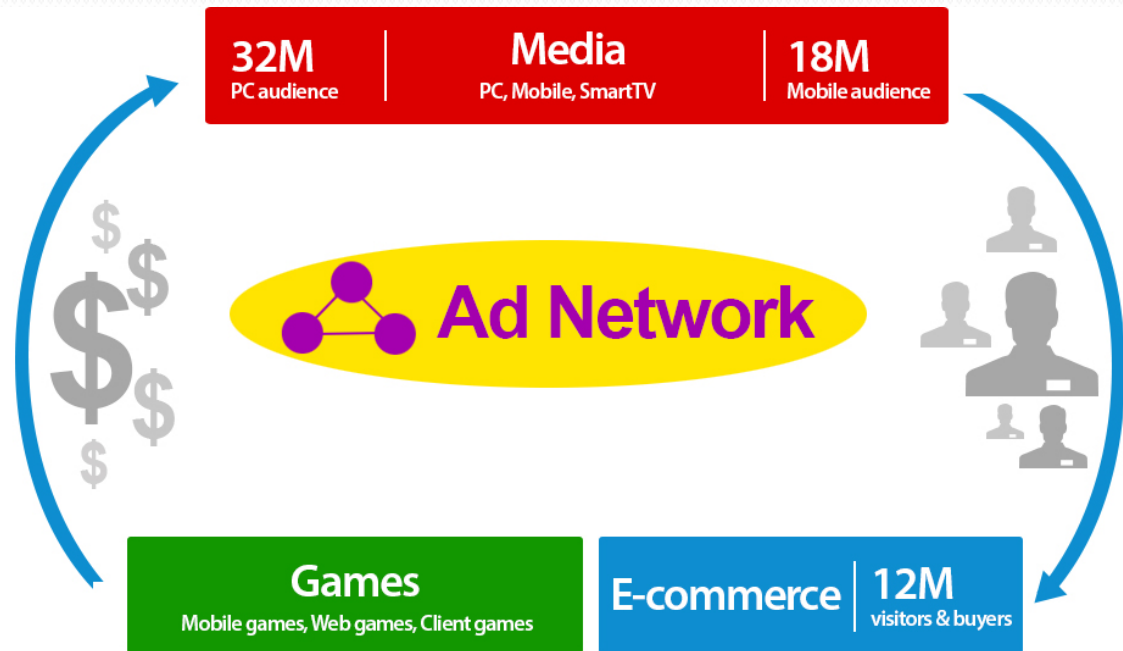 32M
PC audience
Media
PC, Mobile, SmartTV
18M
Mobile audience
$
$
$
$
$
Ad Network
Games
Mobile games, Web games, Client games
E-commerce
12M
visitors & buyers